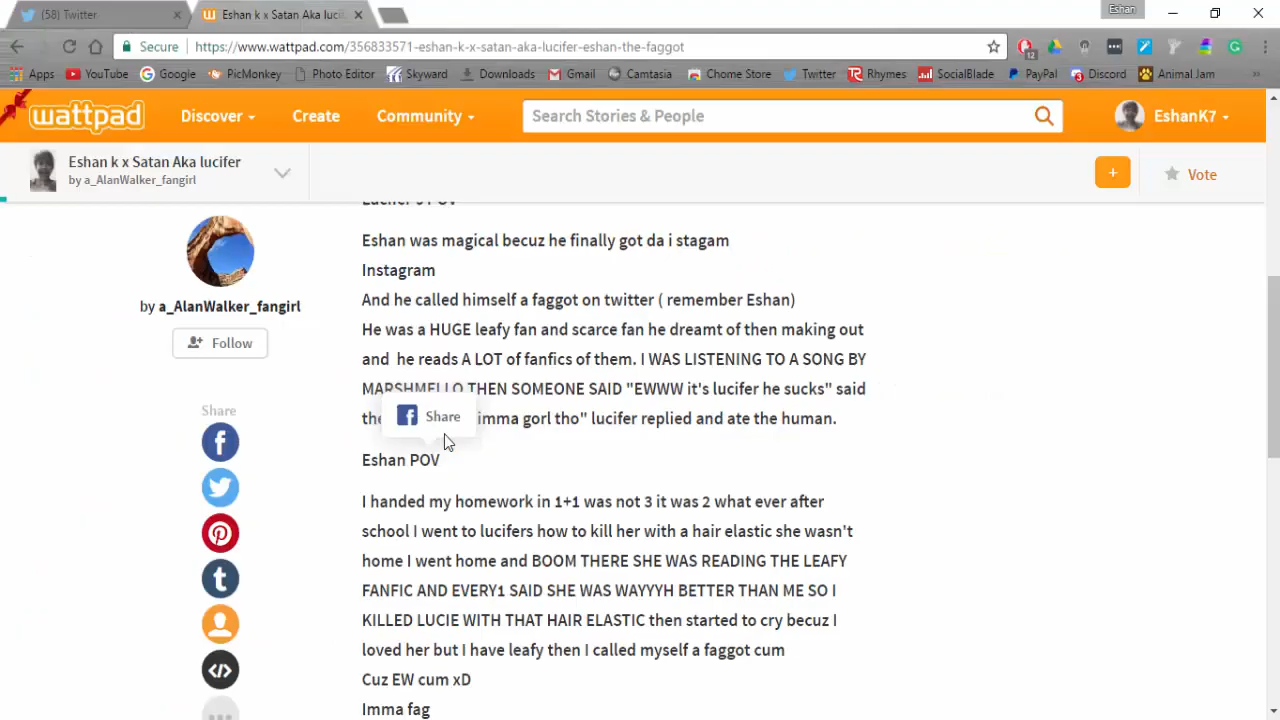 (58) Twitter
Eshan k x Satan Aka luci
Eshan
Secure
https://www.wattpad.com/356833571-eshan-k-x-satan-aka-lucifer-eshan-the-faggot
12
Apps YouTube Google PicMonkey Photo Editor Skyward Downloads Gmail Camtasia Chome Store Twitter Rhymes SocialBlade PayPal Discord Animal Jam
wattpad Discover Create Community Search Stories & People EshanK7
Eshan k x Satan Aka lucifer
by a_AlanWalker_fangirl
+ Vote
Lucifer's POV
Eshan was magical becuz he finally got da i stagam
Instagram
And he called himself a faggot on twitter ( remember Eshan)
He was a HUGE leafy fan and scarce fan he dreamt of then making out
and he reads A LOT of fanfics of them. I WAS LISTENING TO A SONG BY
MARSHMELLO THEN SOMEONE SAID "EWWW it's lucifer he sucks" said
imma gorl tho" lucifer replied and ate the human.
Share
Eshan POV
I handed my homework in 1+1 was not 3 it was 2 what ever after
school I went to lucifers how to kill her with a hair elastic she wasn't
home I went home and BOOM THERE SHE WAS READING THE LEAFY
FANFIC AND EVERY1 SAID SHE WAS WAYYYH BETTER THAN ME SO I
KILLED LUCIE WITH THAT HAIR ELASTIC then started to cry becuz I
loved her but I have leafy then I called myself a faggot cum
Cuz EW cum xD
Imma fag
by a_AlanWalker_fangirl
Follow
Share